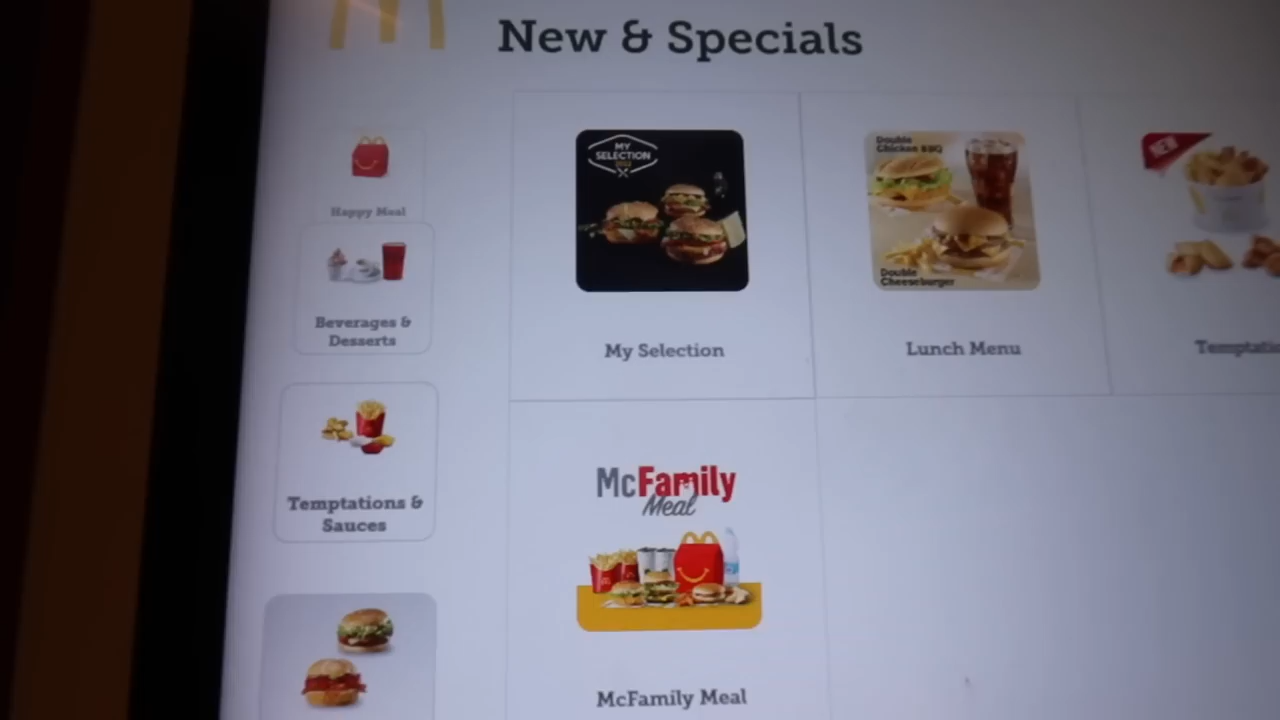 New & Specials
Happy Meal
Beverages &
Desserts
Temptations &
Sauces
MY
SELECTION
My Selection
Double
Chicken BBQ
Double
Cheeseburger
Lunch Menu
NEW
McFamily
Meal
McFamily Meal